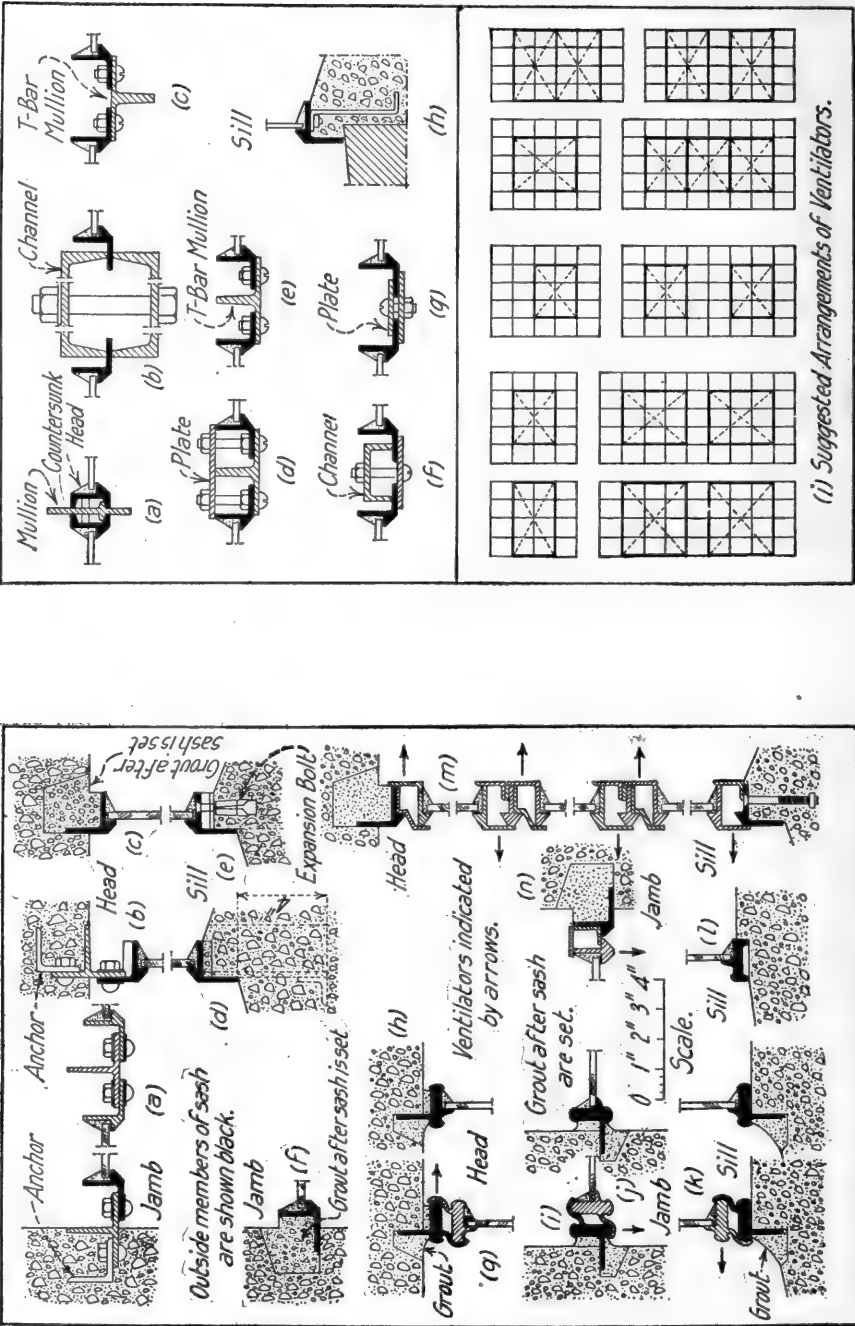 Mullion
Countersunk
Head
(a)
Channel
(b)
T-Bar
Mullion
(c)
Plate
(d)
T-Bar Mullion
(e)
Channel
(f)
Plate
(g)
Sill
(h)
(i) Suggested Arrangements of Ventilators.
Anchor
Jamb
(a)
Anchor
Head
(b)
(c)
Grout after
sash is set
Outside members of sash
are shown black.
(d)
4"
Sill
(e)
Expansion Bolt
Jamb
(f)
Grout after sash is set
Grout
(g)
Head
(h)
Ventilators indicated
by arrows.
Head
(m)
(i)
(j)
Jamb
Grout after sash
are set.
(n)
Jamb
0 1" 2" 3" 4"
Scale.
Grout
(k)
Sill
Sill
(l)
Sill